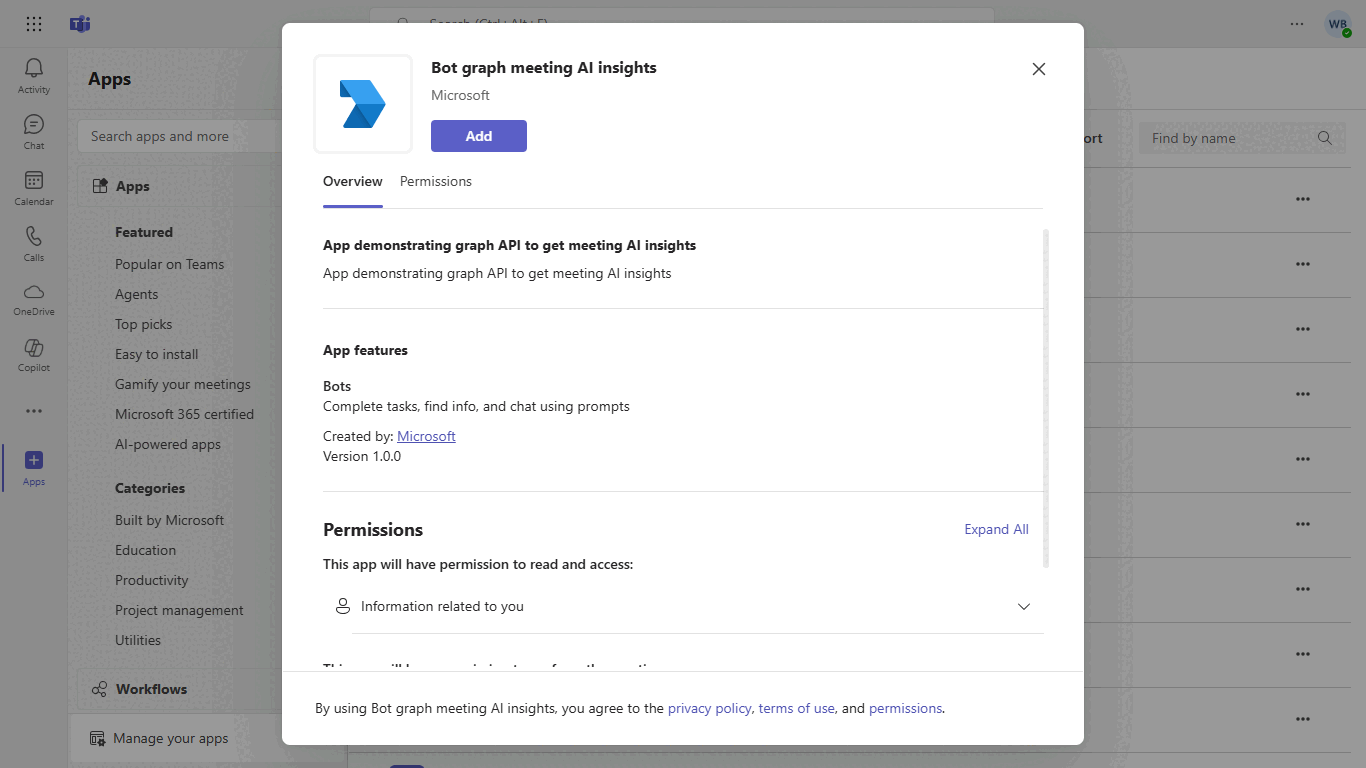 Search (Ctrl+Alt+E)
WB
Activity
Chat
Calendar
Calls
OneDrive
Copilot
Apps
Apps
Search apps and more
Apps
Featured
Popular on Teams
Agents
Top picks
Easy to install
Gamify your meetings
Microsoft 365 certified
AI-powered apps
Categories
Built by Microsoft
Education
Productivity
Project management
Utilities
Workflows
Manage your apps
Find by name
Bot graph meeting AI insights
Microsoft
Add
Overview Permissions
App demonstrating graph API to get meeting AI insights
App demonstrating graph API to get meeting AI insights
App features
Bots
Complete tasks, find info, and chat using prompts
Created by: Microsoft
Version 1.0.0
Permissions
Expand All
This app will have permission to read and access:
Information related to you
By using Bot graph meeting AI insights, you agree to the privacy policy, terms of use, and permissions.